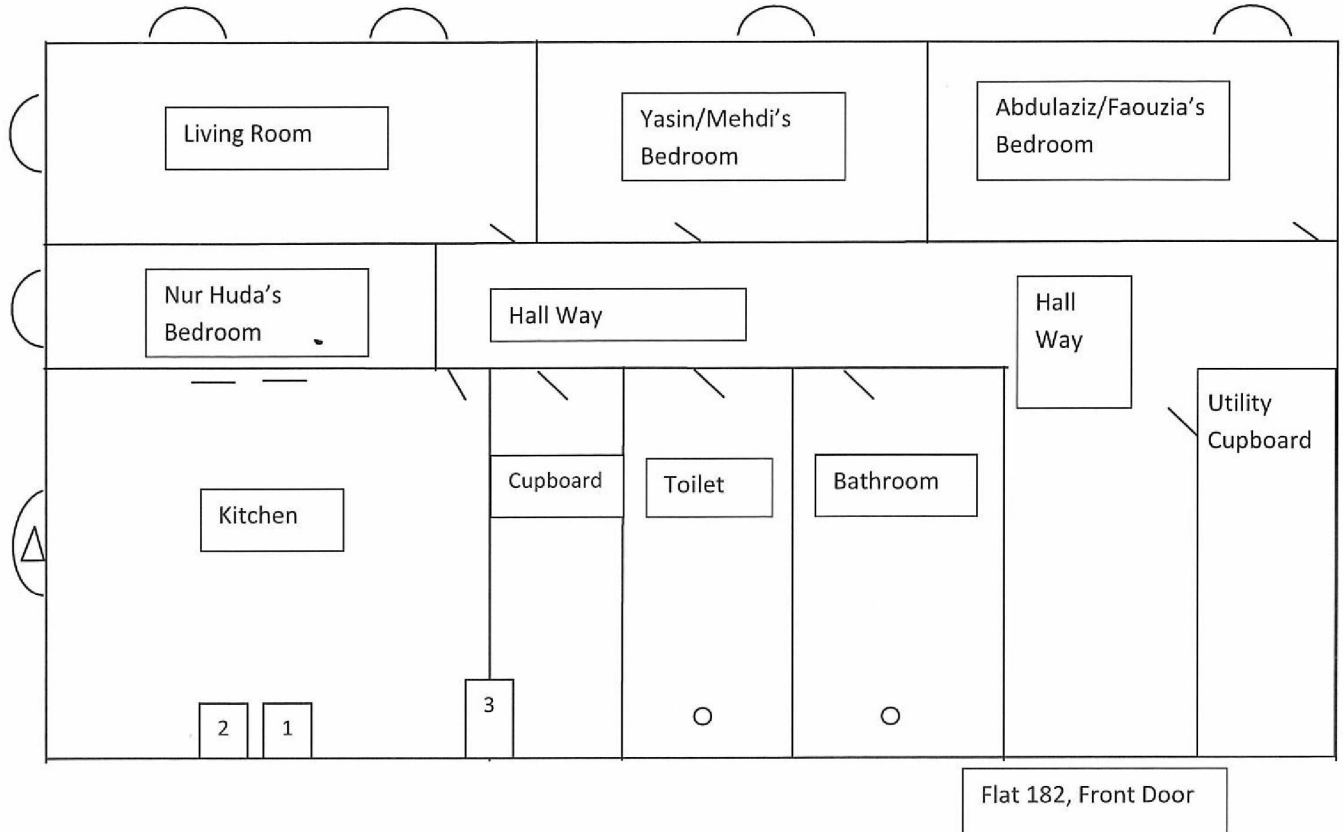 Living Room
Yasin/Mehdi's
Bedroom
Abdulaziz/Faouzia's
Bedroom
Nur Huda's
Bedroom
Hall Way
Hall
Way
Utility
Cupboard
Kitchen
Cupboard
Toilet
Bathroom
2
1
3
Flat 182, Front Door